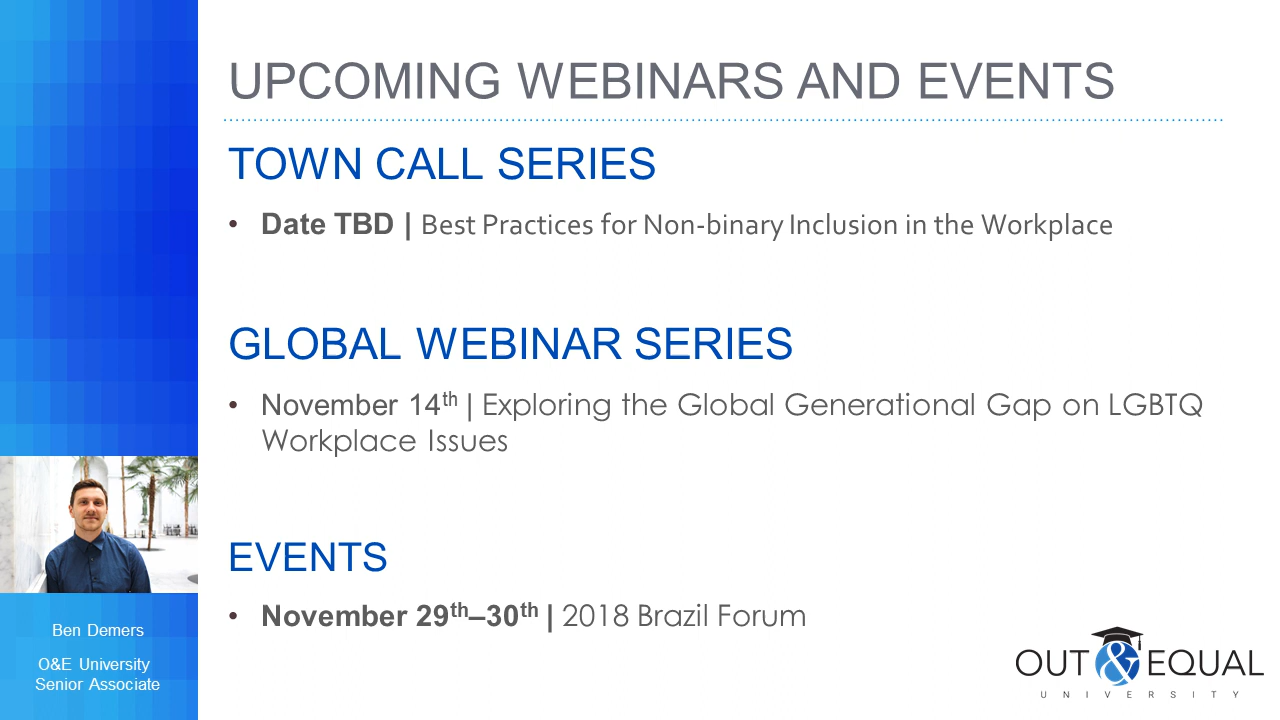 UPCOMING WEBINARS AND EVENTS
TOWN CALL SERIES
• Date TBD | Best Practices for Non-binary Inclusion in the Workplace
GLOBAL WEBINAR SERIES
• November 14th | Exploring the Global Generational Gap on LGBTQ
Workplace Issues
EVENTS
• November 29th–30th | 2018 Brazil Forum
Ben Demers
O&E University
Senior Associate
OUT & EQUAL
UNIVERSITY